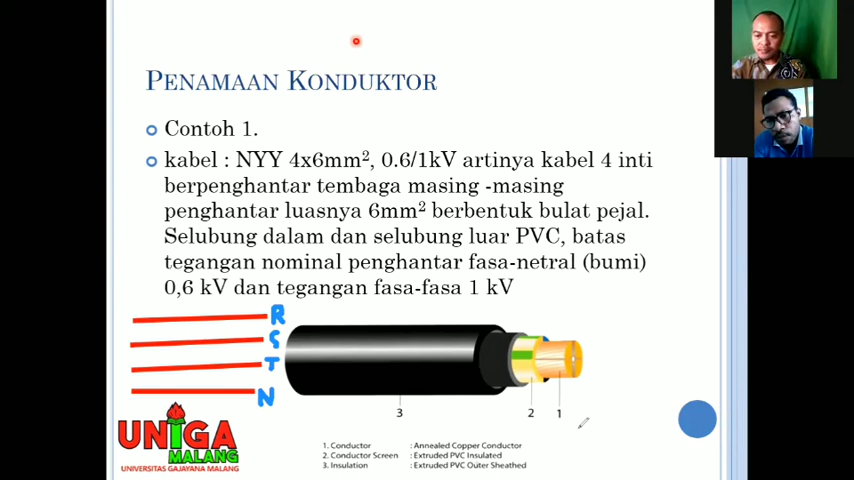 PENAMAAN KONDUKTOR
Contoh 1.
kabel : NYY 4x6mm², 0.6/1kV artinya kabel 4 inti
berpenghantar tembaga masing -masing
penghantar luasnya 6mm² berbentuk bulat pejal.
Selubung dalam dan selubung luar PVC, batas
tegangan nominal penghantar fasa-netral (bumi)
0,6 kV dan tegangan fasa-fasa 1 kV
R
S
T
N
3 2 1
UNIGA
MALANG
UNIVERSITAS GAJAYANA MALANG
1. Conductor : Annealed Copper Conductor
2. Conductor Screen : Extruded PVC Insulated
3. Insulation : Extruded PVC Outer Sheathed